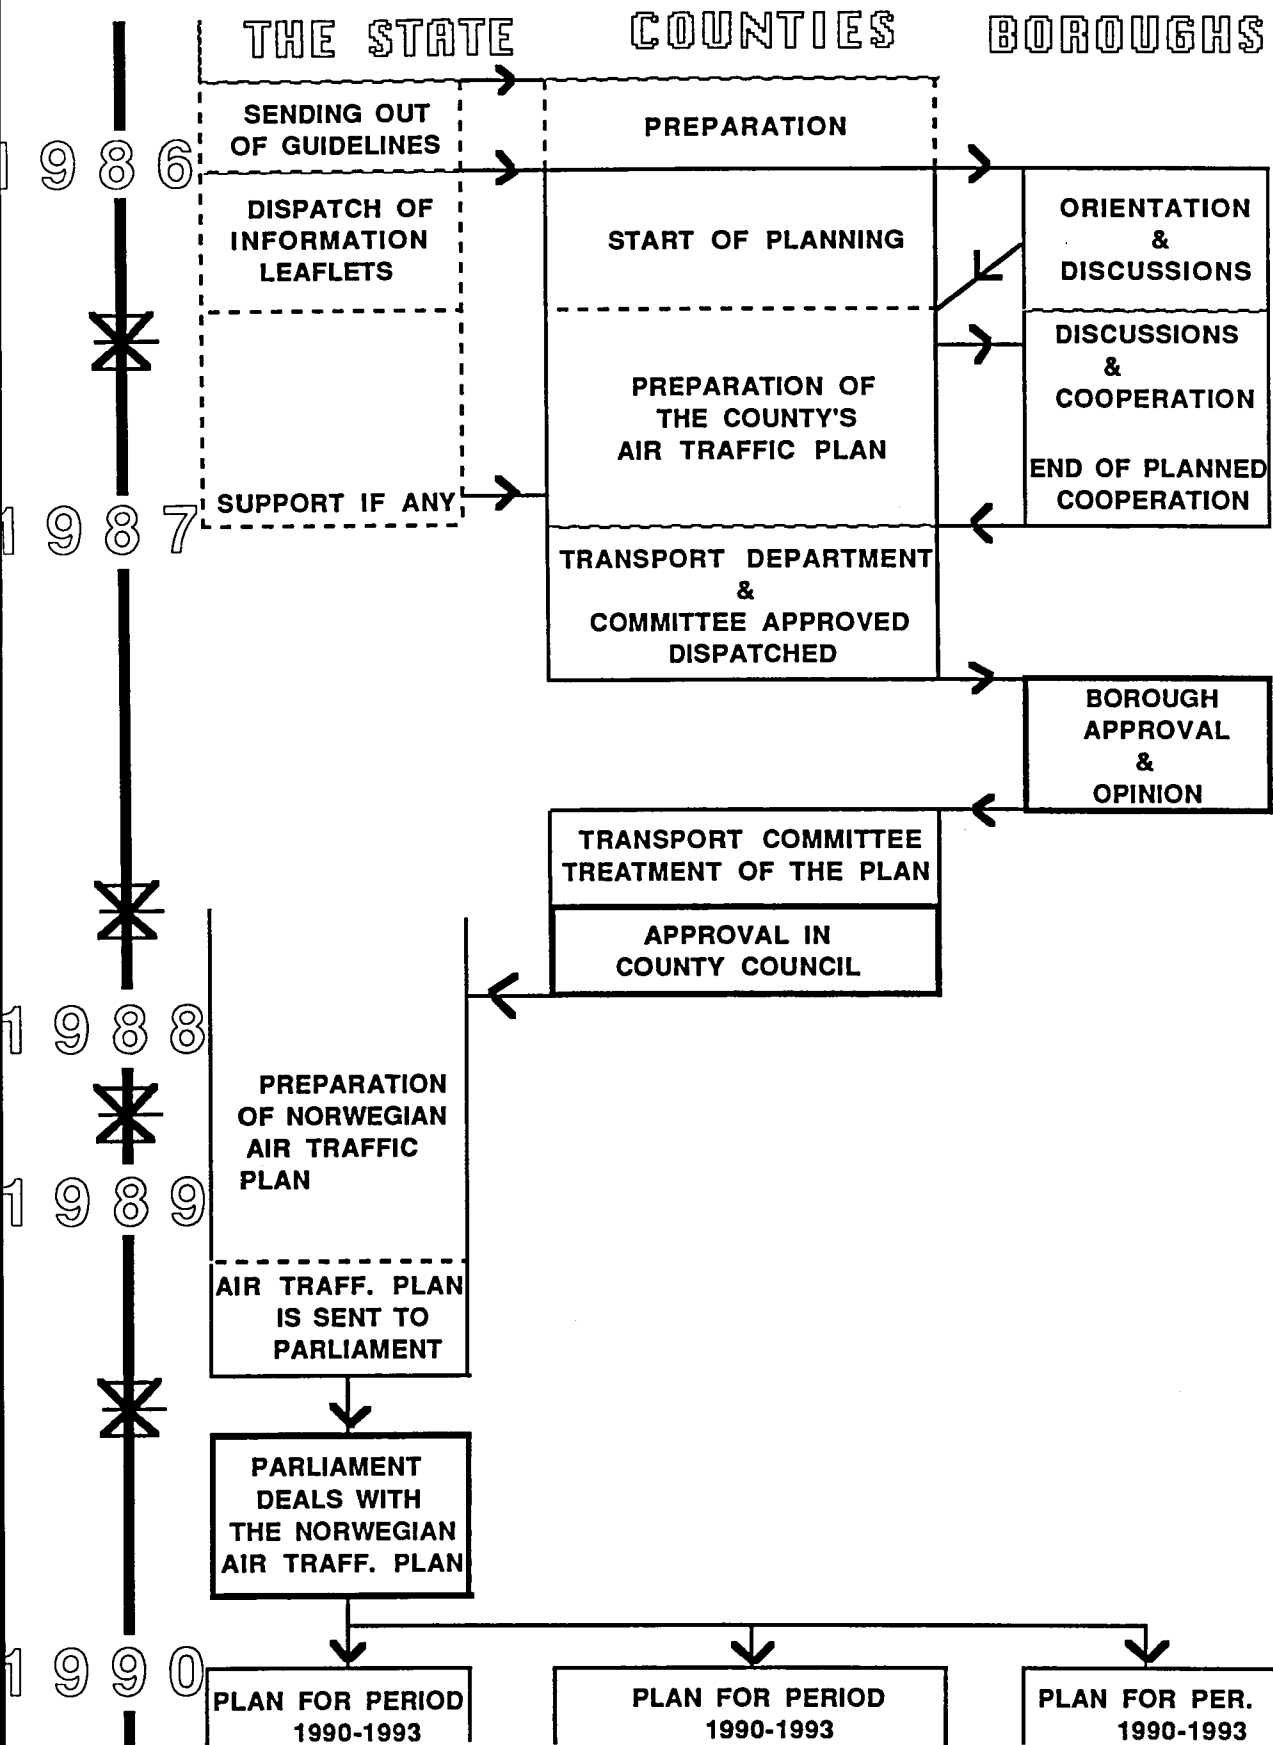 THE STATE
COUNTIES
BOROUGHS
SENDING OUT
OF GUIDELINES
PREPARATION
1986
DISPATCH OF
INFORMATION
LEAFLETS
START OF PLANNING
ORIENTATION
&
DISCUSSIONS
DISCUSSIONS
&
COOPERATION
PREPARATION OF
THE COUNTY'S
AIR TRAFFIC PLAN
END OF PLANNED
COOPERATION
SUPPORT IF ANY
1987
TRANSPORT DEPARTMENT
&
COMMITTEE APPROVED
DISPATCHED
BOROUGH
APPROVAL
&
OPINION
TRANSPORT COMMITTEE
TREATMENT OF THE PLAN
APPROVAL IN
COUNTY COUNCIL
1988
PREPARATION
OF NORWEGIAN
AIR TRAFFIC
PLAN
1989
AIR TRAFF. PLAN
IS SENT TO
PARLIAMENT
PARLIAMENT
DEALS WITH
THE NORWEGIAN
AIR TRAFF. PLAN
1990
PLAN FOR PERIOD
1990-1993
PLAN FOR PERIOD
1990-1993
PLAN FOR PER.
1990-1993